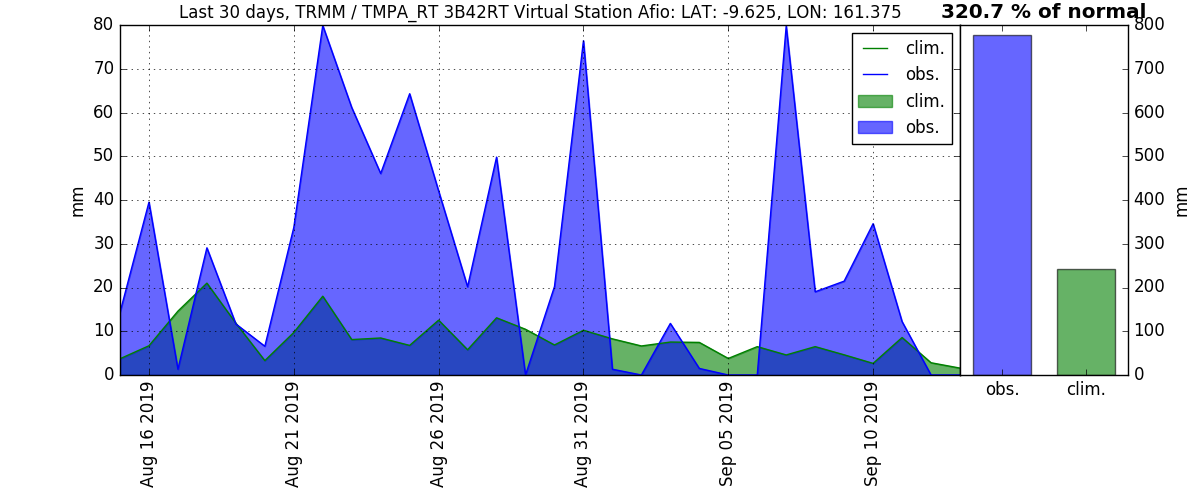 Last 30 days, TRMM / TMPA_RT 3B42RT Virtual Station Afio: LAT: -9.625, LON: 161.375
320.7 % of normal
80
70
60
50
40
30
20
10
0
mm
clim.
obs.
clim.
obs.
Aug 16 2019
Aug 21 2019
Aug 26 2019
Aug 31 2019
Sep 05 2019
Sep 10 2019
800
700
600
500
400
300
200
100
0
mm
obs.
clim.